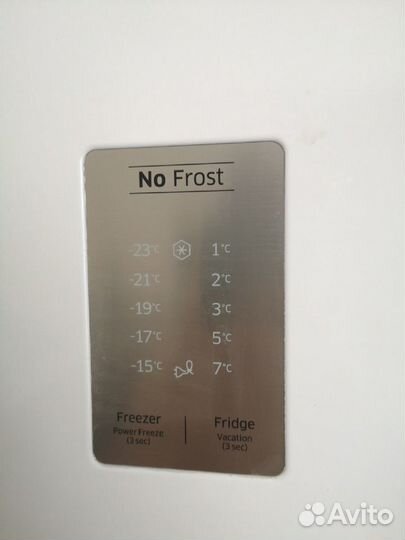 No Frost
-23°C 1°C
-21°C 2°C
-19°C 3°C
-17°C 5°C
-15°C 7°C
Freezer Fridge
Power Freeze Vacation
(3 sec) (3 sec)
Avito